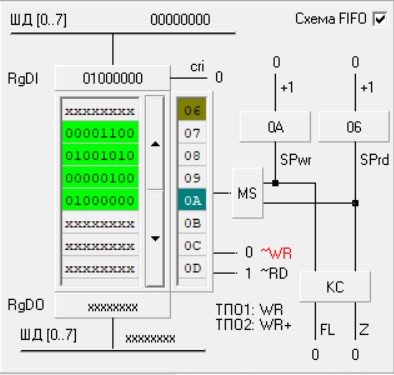 ШД [0..7] 00000000 Схема FIFO
RgDI 01000000 cri 0 0 0
+1 +1
xxxxxxxx 06
00001100 07 0A 06
01001010 08 SPwr SPrd
00000100 09
01000000 0A MS
xxxxxxxx 0B
xxxxxxxx 0C 0 ~WR
xxxxxxxx 0D 1 ~RD КС
RgDO xxxxxxxx ТПО1: WR
ТПО2: WR+ FL Z
ШД [0..7] xxxxxxxx
0 0